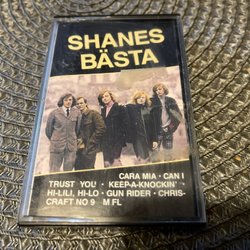 SHANES
BÄSTA
CARA MIA • CAN I
TRUST YOU • KEEP-A-KNOCKIN'
HI-LILI, HI-LO • GUN RIDER • CHRIS-
CRAFT NO 9 M FL